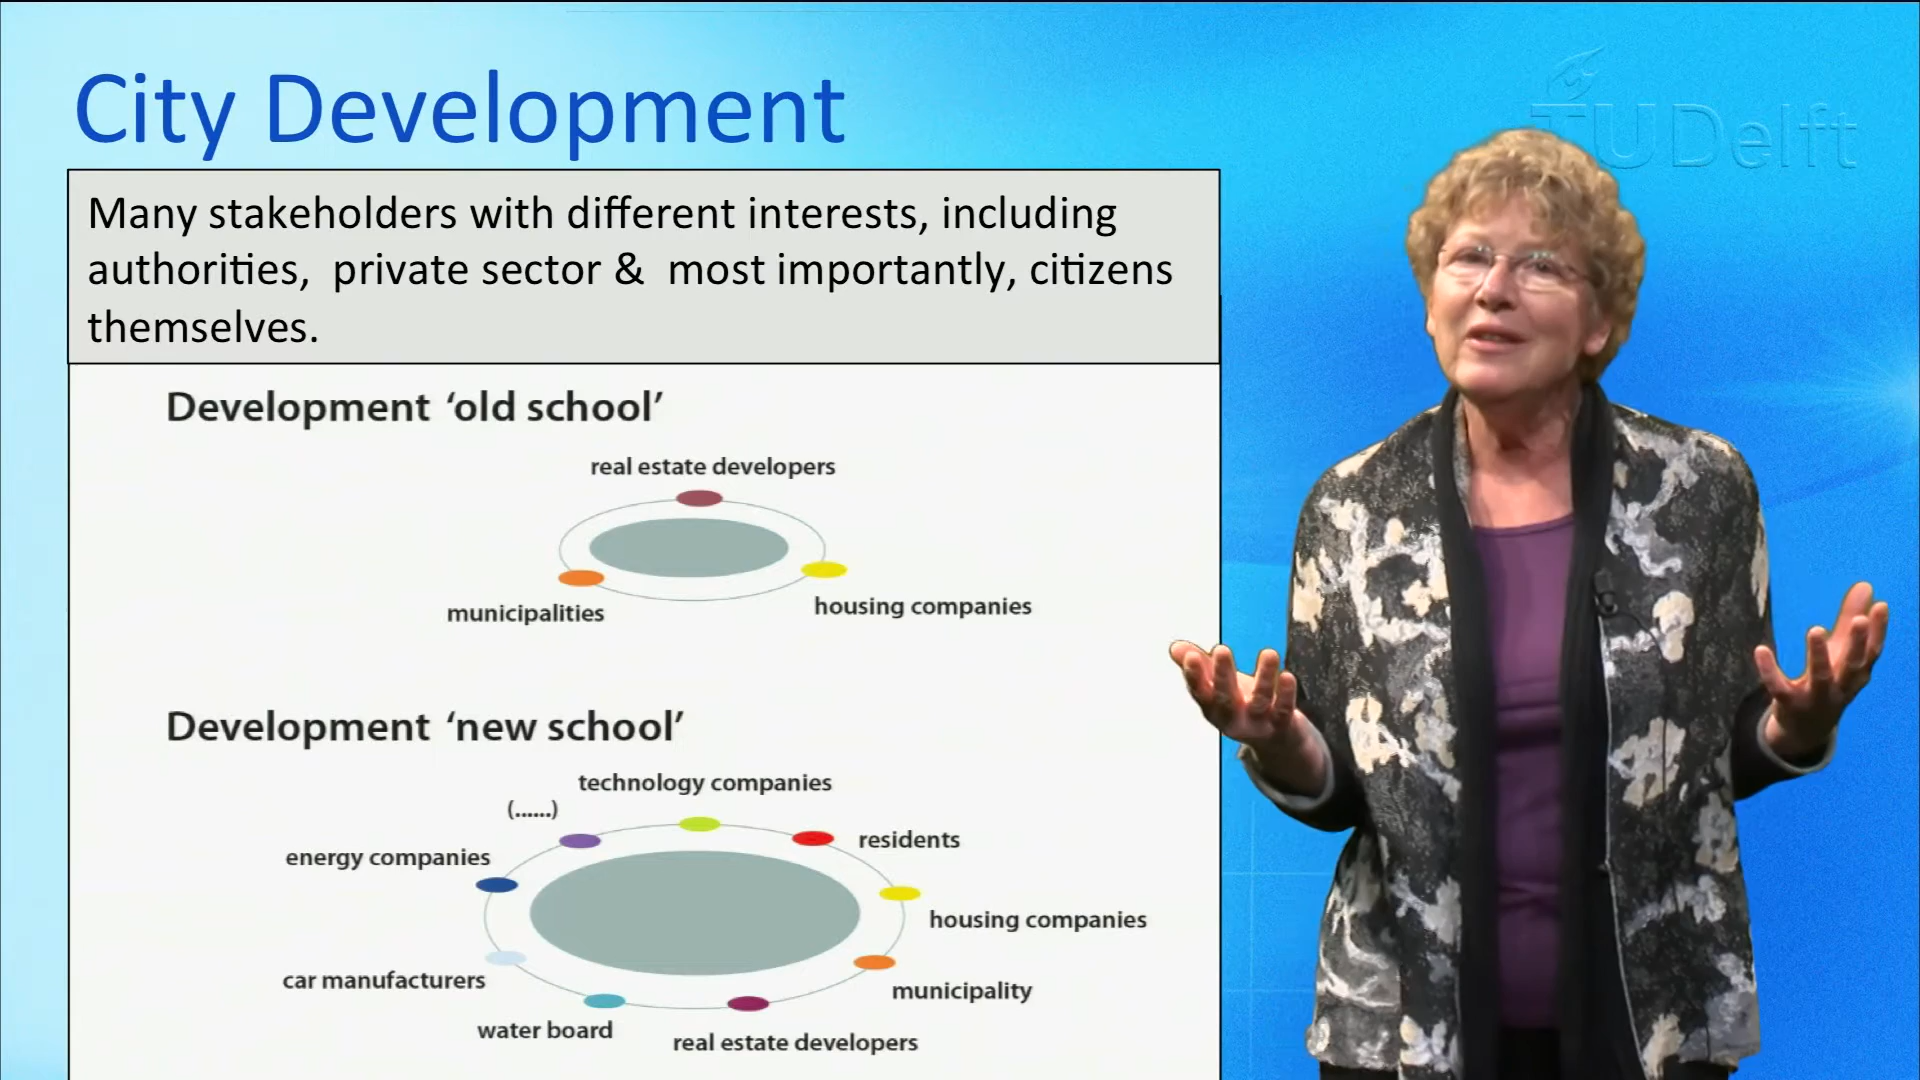 City Development
TUDelft
Many stakeholders with different interests, including
authorities, private sector & most importantly, citizens
themselves.
Development ‘old school’
real estate developers
municipalities
housing companies
Development ‘new school’
technology companies
(......)
residents
energy companies
housing companies
car manufacturers
municipality
water board
real estate developers